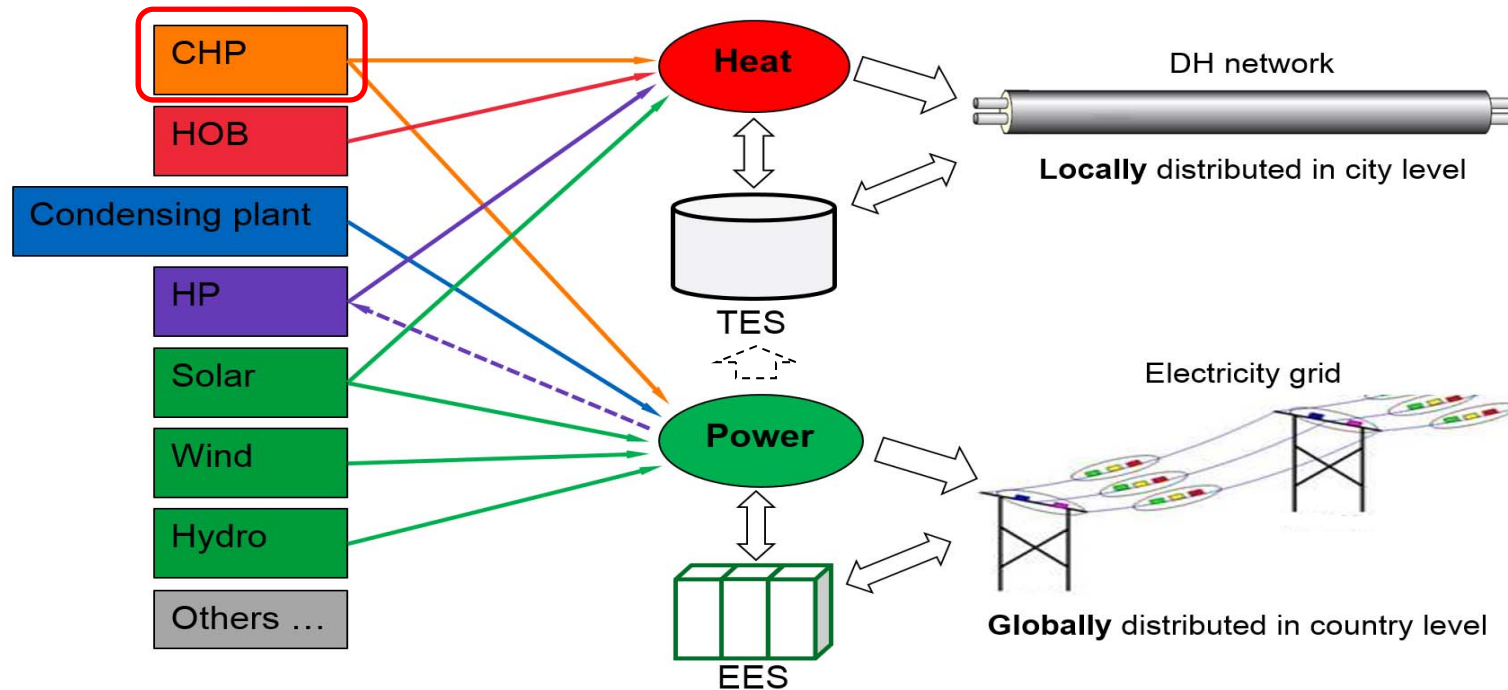 CHP
HOB
Condensing plant
HP
Solar
Wind
Hydro
Others …
Heat
TES
Power
EES
DH network
Locally distributed in city level
Electricity grid
Globally distributed in country level